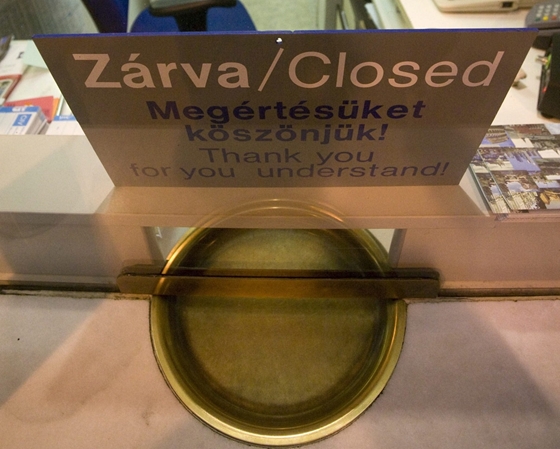 Zárva/Closed
Megértésüket
köszönjük!
Thank you
for you understand!